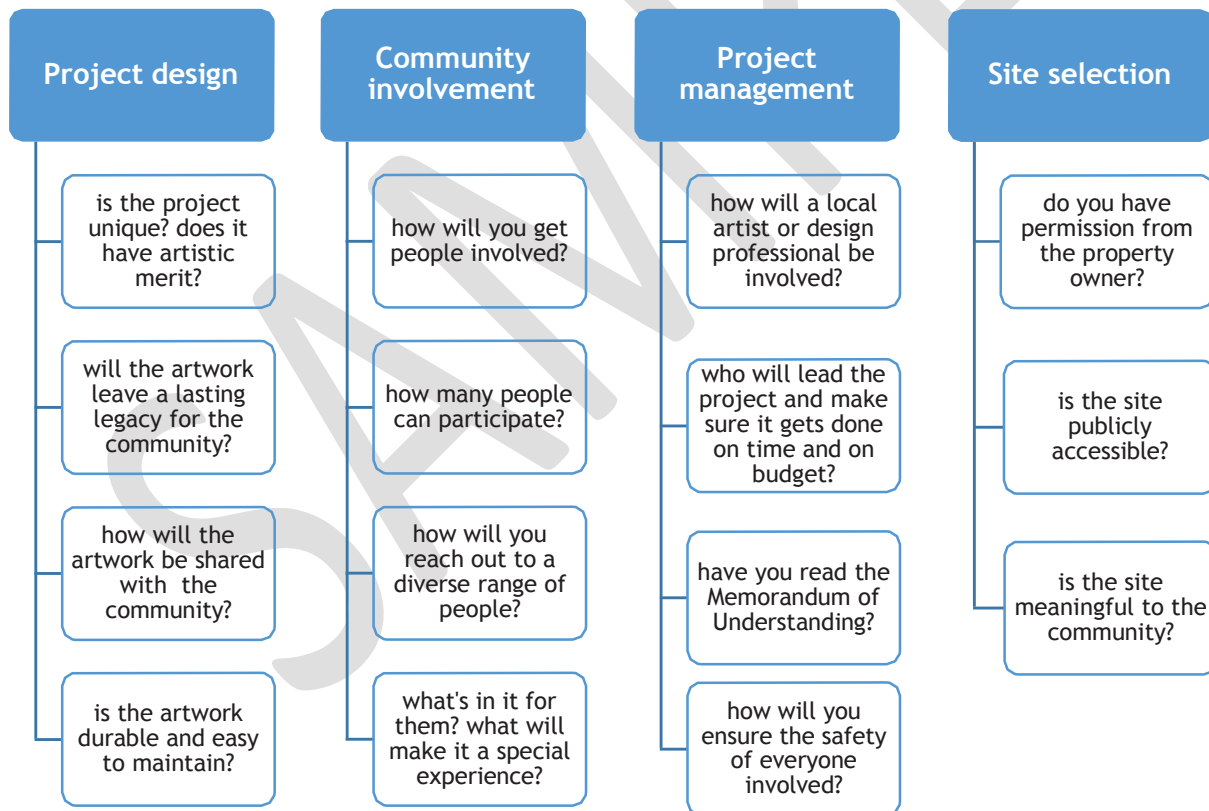 Project design
is the project
unique? does it
have artistic
merit?
will the artwork
leave a lasting
legacy for the
community?
how will the
artwork be shared
with the
community?
is the artwork
durable and easy
to maintain?
Community
involvement
how will you get
people involved?
how many people
can participate?
how will you
reach out to a
diverse range of
people?
what's in it for
them? what will
make it a special
experience?
Project
management
how will a local
artist or design
professional be
involved?
who will lead the
project and make
sure it gets done
on time and on
budget?
have you read the
Memorandum of
Understanding?
how will you
ensure the safety
of everyone
involved?
Site selection
do you have
permission from
the property
owner?
is the site
publicly
accessible?
is the site
meaningful to the
community?